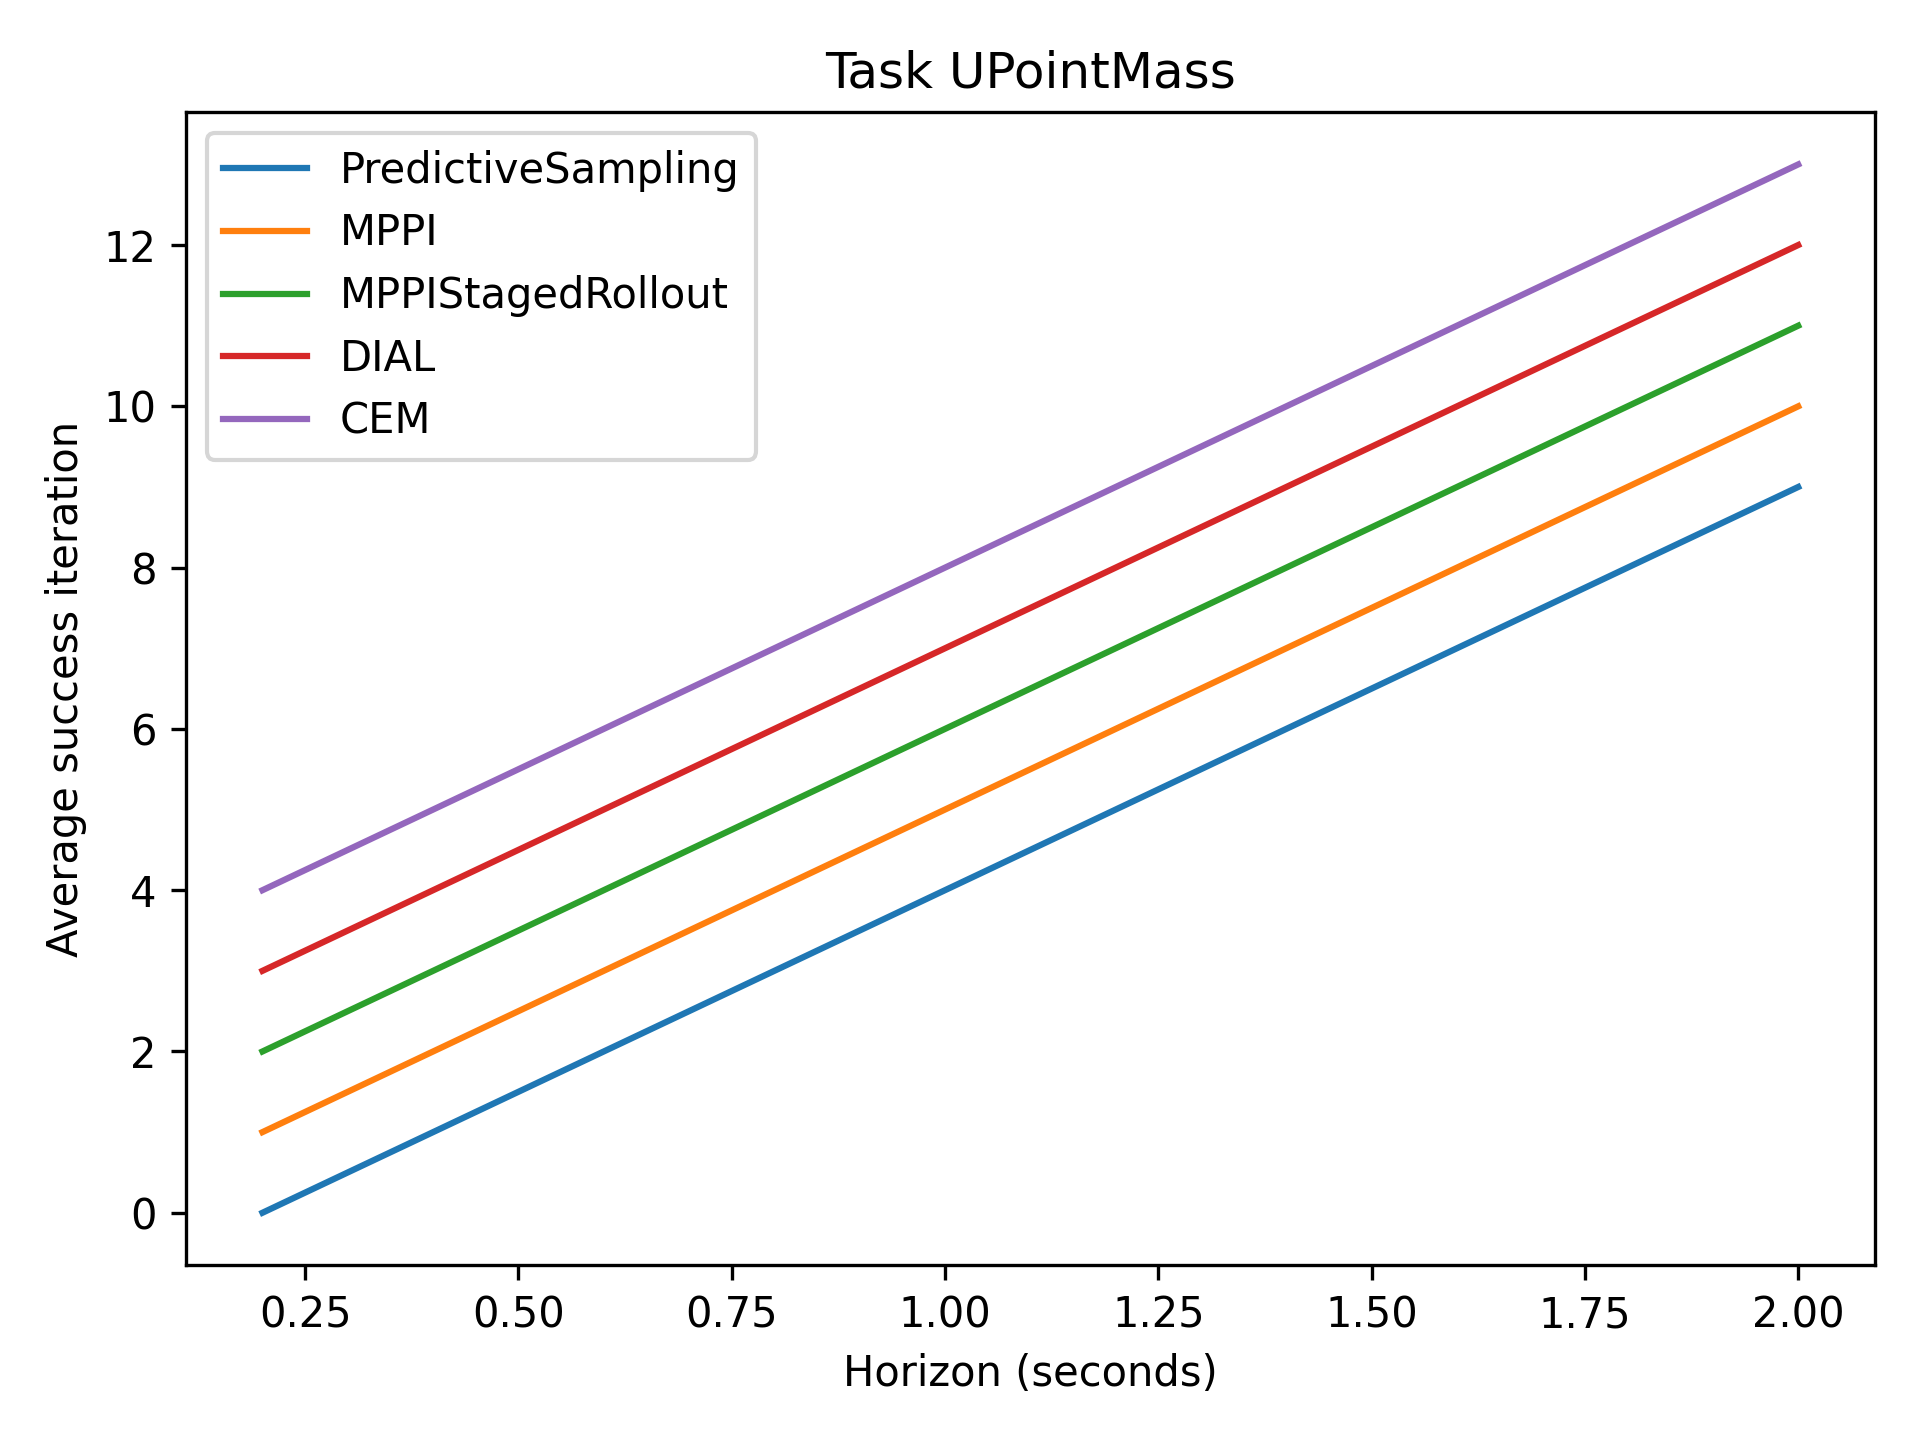 Task UPointMass
PredictiveSampling
MPPI
MPPIStagedRollout
DIAL
CEM
Average success iteration
12
10
8
6
4
2
0
0.25 0.50 0.75 1.00 1.25 1.50 1.75 2.00
Horizon (seconds)